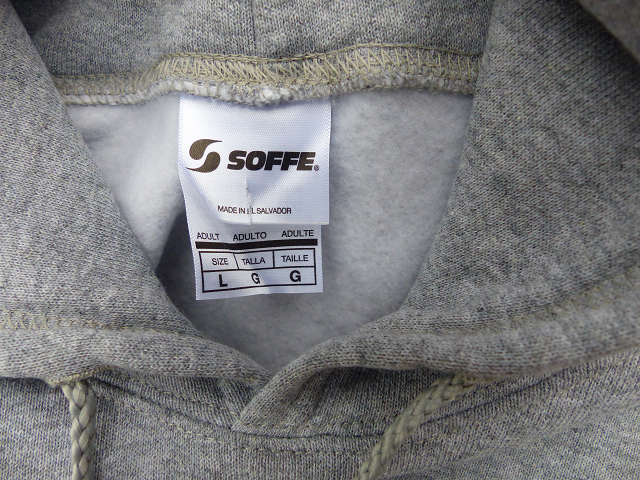 SOFFE®
MADE IN EL SALVADOR
ADULT ADULTO ADULTE
SIZE TALLA TAILLE
L G G